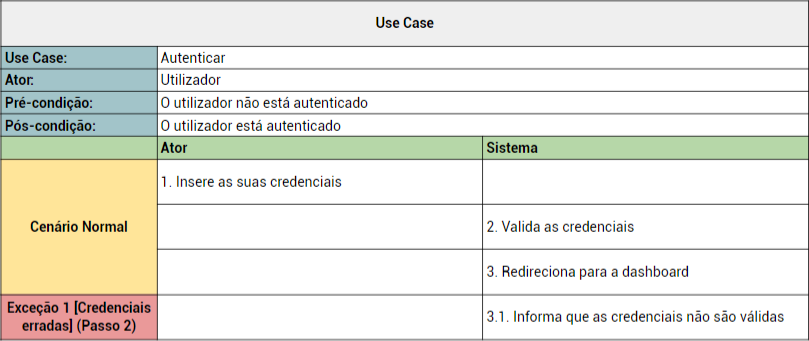 Use Case
Use Case: Autenticar
Ator: Utilizador
Pré-condição: O utilizador não está autenticado
Pós-condição: O utilizador está autenticado
Ator Sistema
Cenário Normal
1. Insere as suas credenciais
2. Valida as credenciais
3. Redireciona para a dashboard
Exceção 1 [Credenciais
erradas] (Passo 2)
3.1. Informa que as credenciais não são válidas